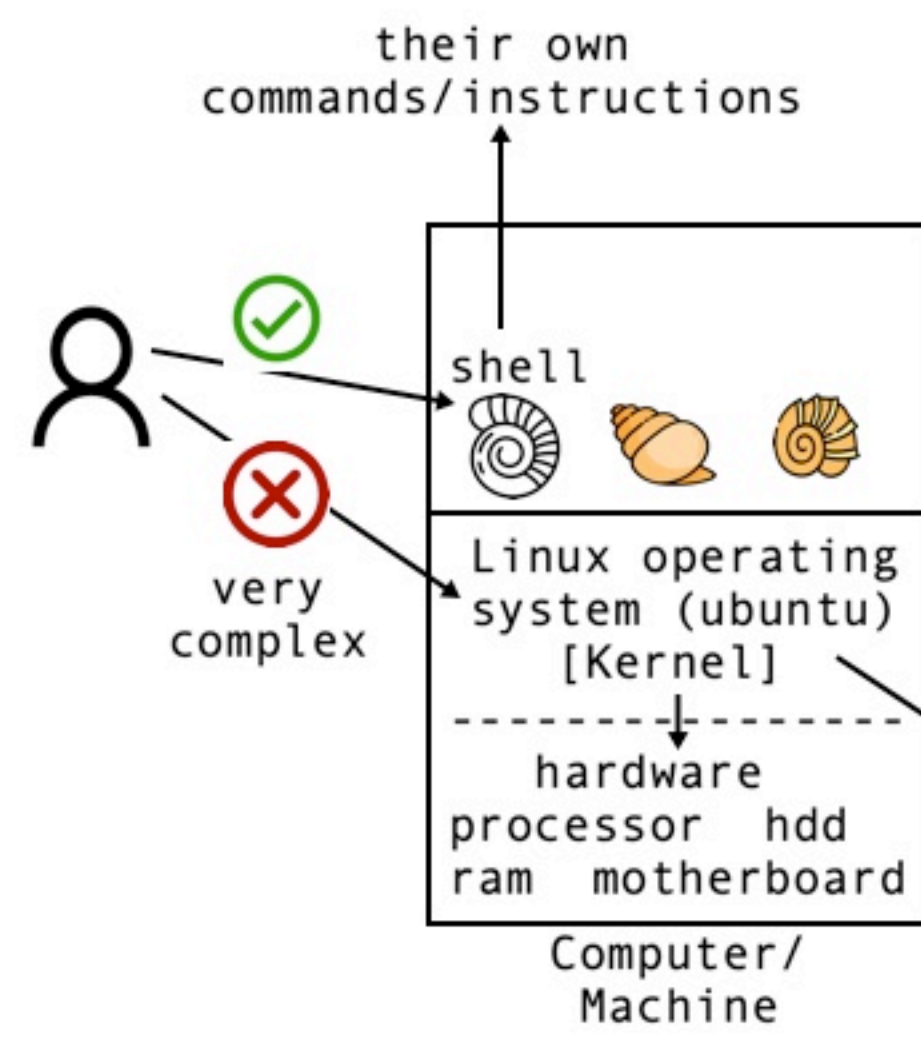 their own
commands/instructions
shell
very
complex
Linux operating
system (ubuntu)
[Kernel]
hardware
processor hdd
ram motherboard
Computer/
Machine